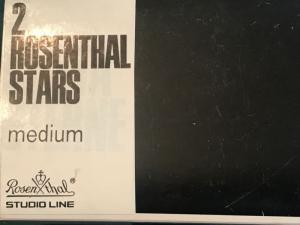 2
ROSENTHAL
STARS
medium
Rosenthal®
STUDIO LINE